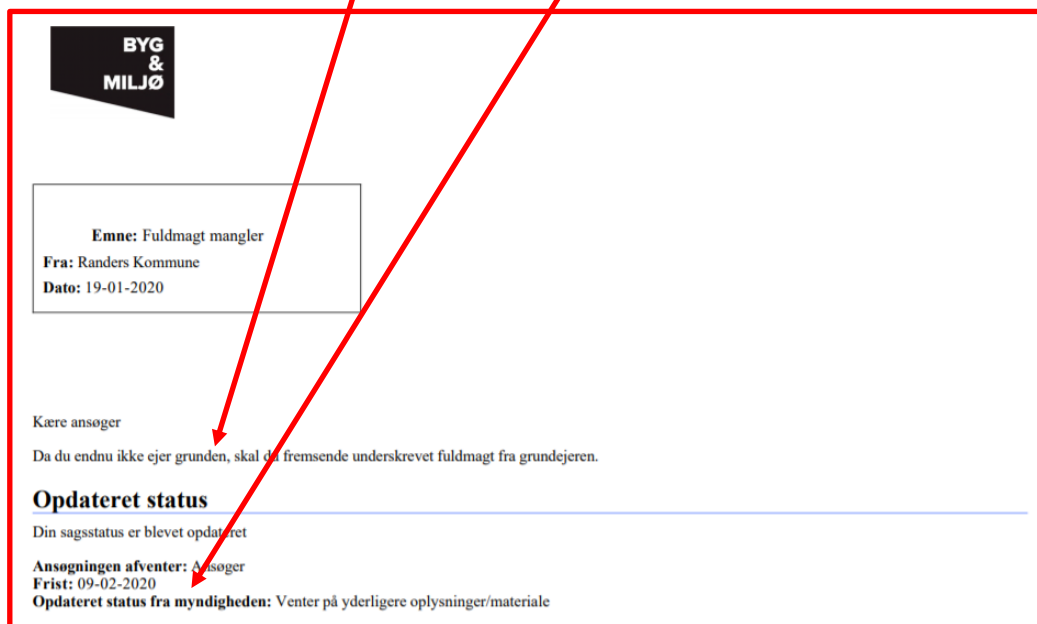 BYG
&
MILJØ
Emne: Fuldmagt mangler
Fra: Randers Kommune
Dato: 19-01-2020
Kære ansøger
Da du endnu ikke ejer grunden, skal du fremsende underskrevet fuldmagt fra grundejeren.
Opdateret status
Din sagsstatus er blevet opdateret
Ansøgningen afventer: Ansøger
Frist: 09-02-2020
Opdateret status fra myndigheden: Venter på yderligere oplysninger/materiale